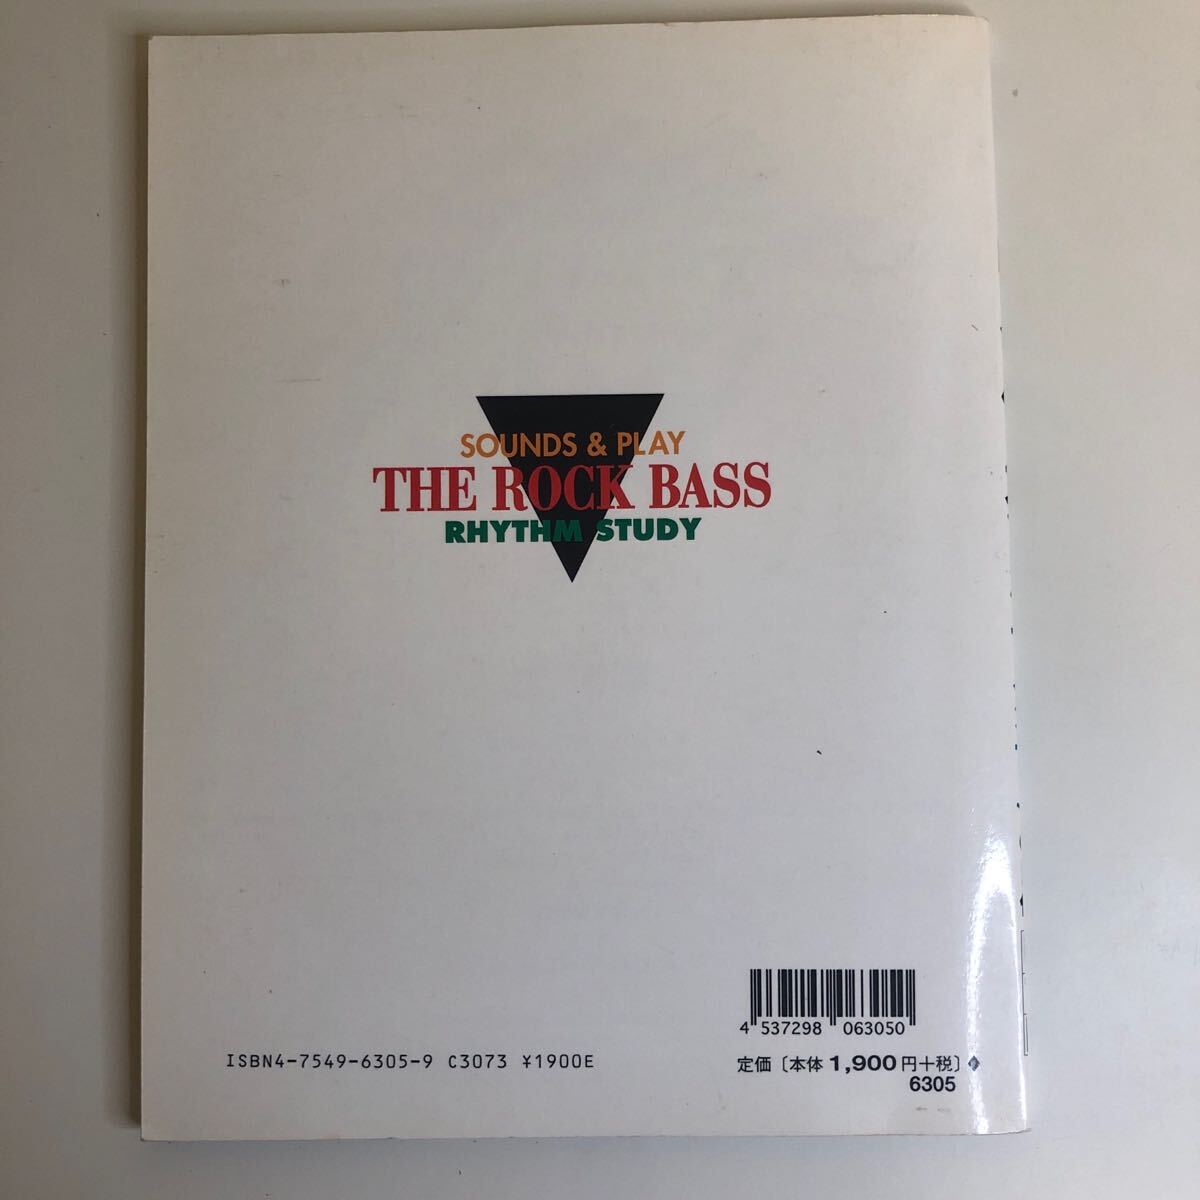 SOUNDS & PLAY
THE ROCK BASS
RHYTHM STUDY
4 537298 063050
ISBN4-7549-6305-9 C3073 ¥1900E
定価〔本体1,900円+税〕
6305